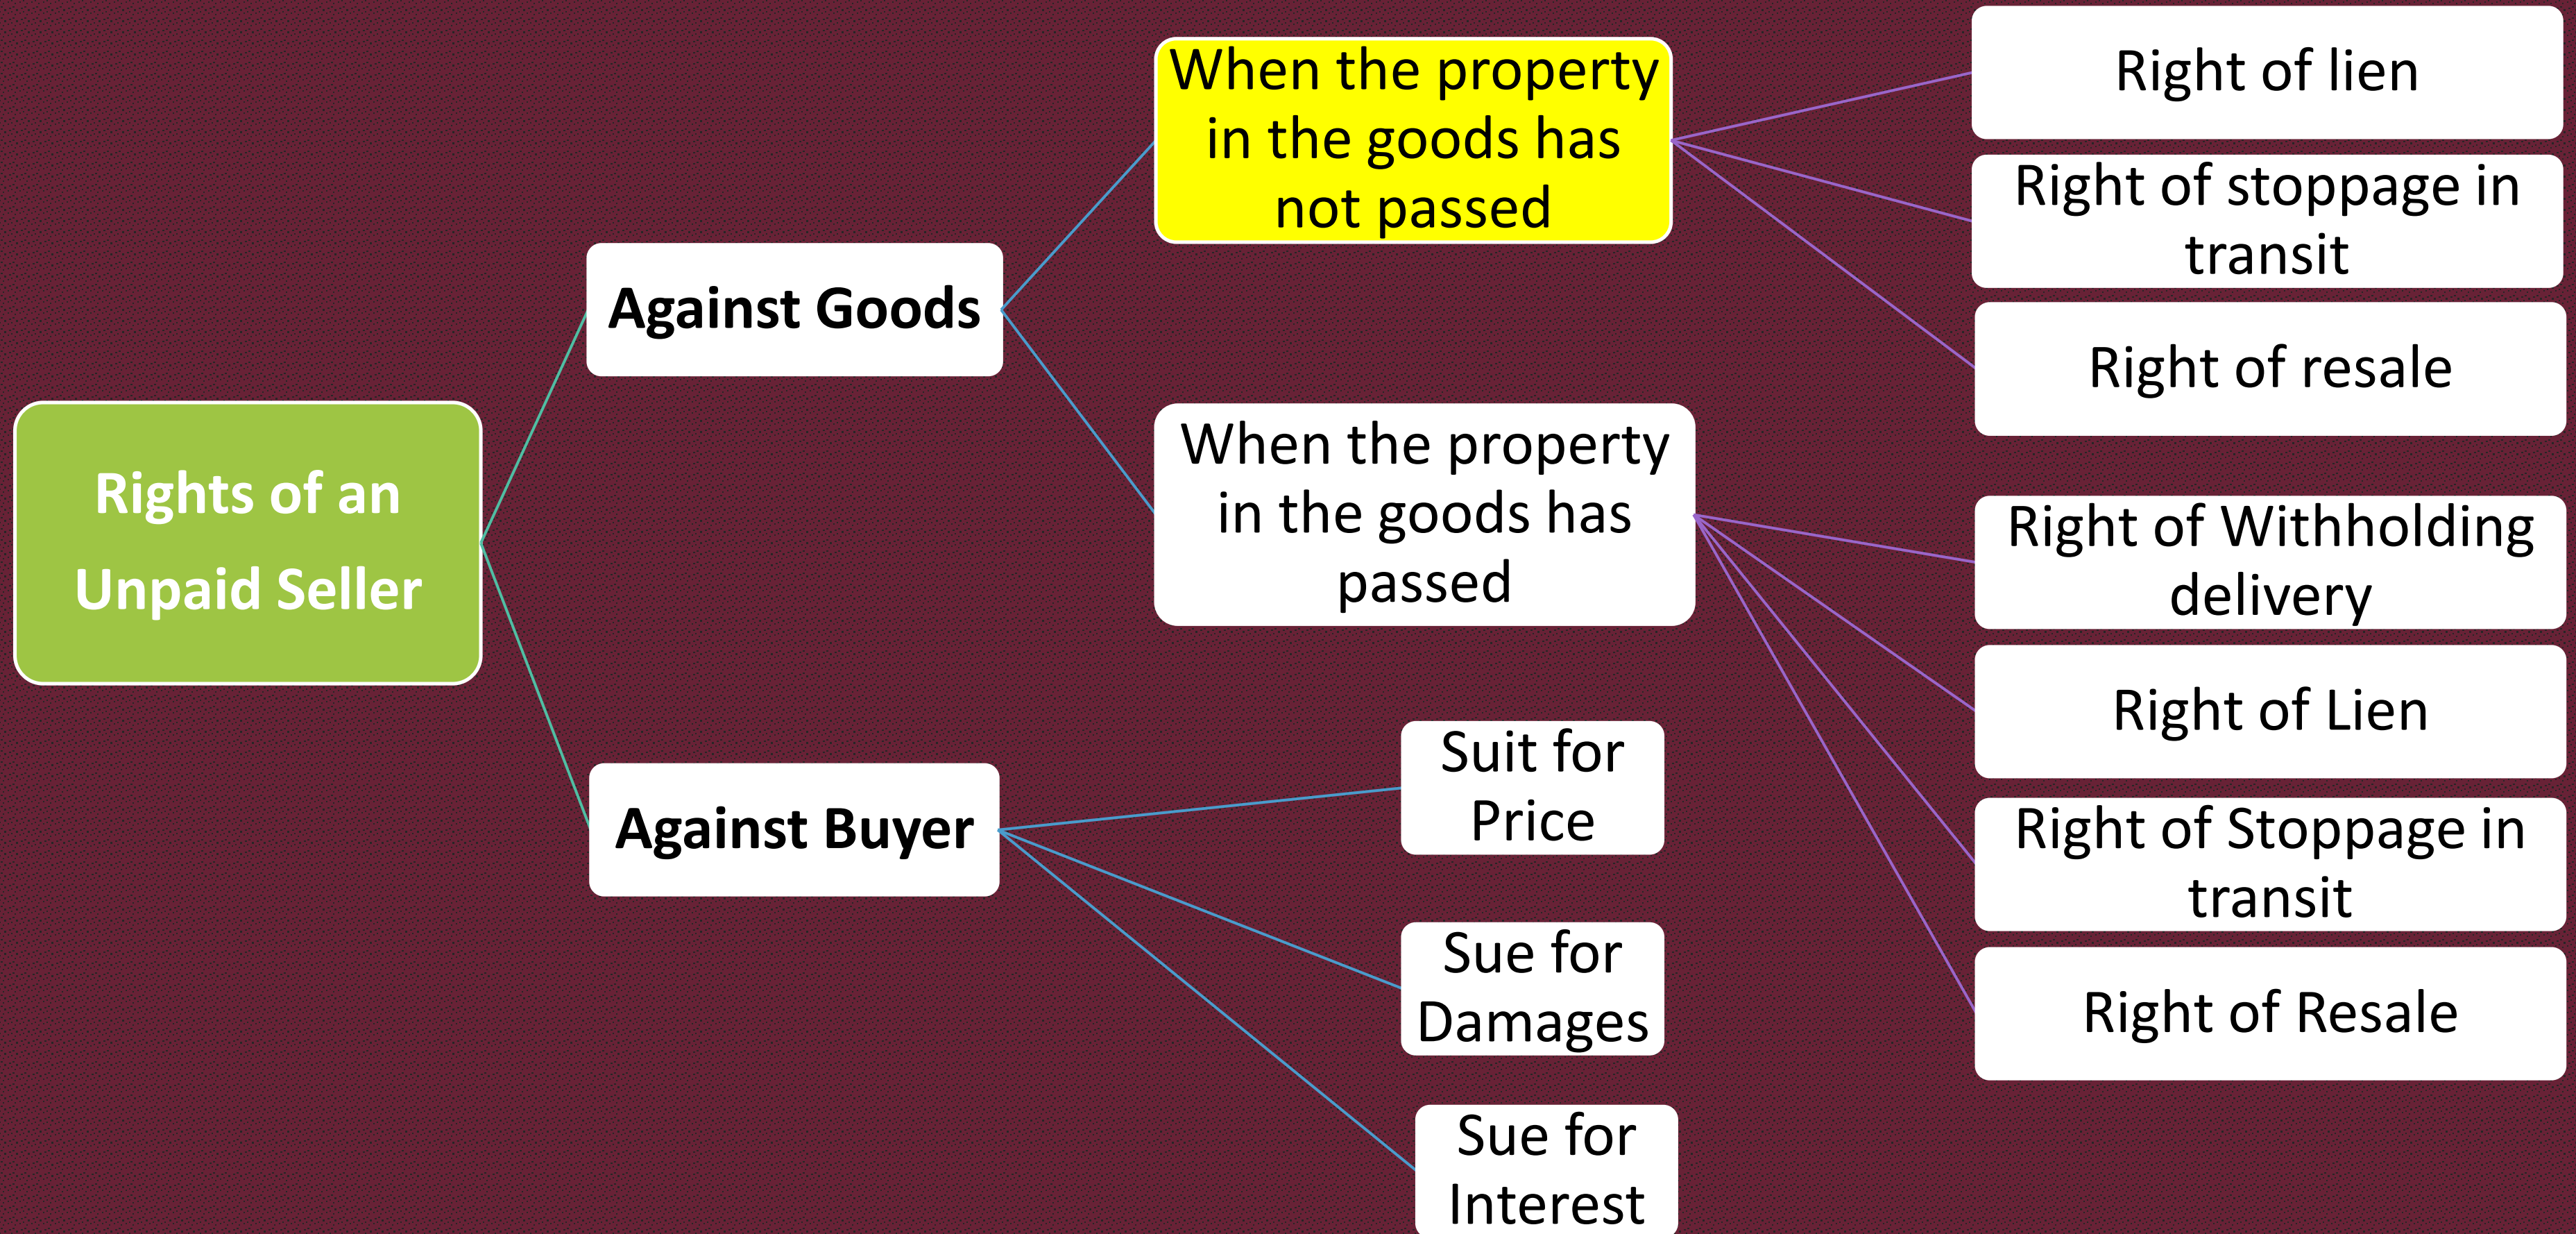 Rights of an
Unpaid Seller
Against Goods
When the property
in the goods has
not passed
Right of lien
Right of stoppage in
transit
Right of resale
When the property
in the goods has
passed
Right of Withholding
delivery
Right of Lien
Right of Stoppage in
transit
Right of Resale
Against Buyer
Suit for
Price
Sue for
Damages
Sue for
Interest